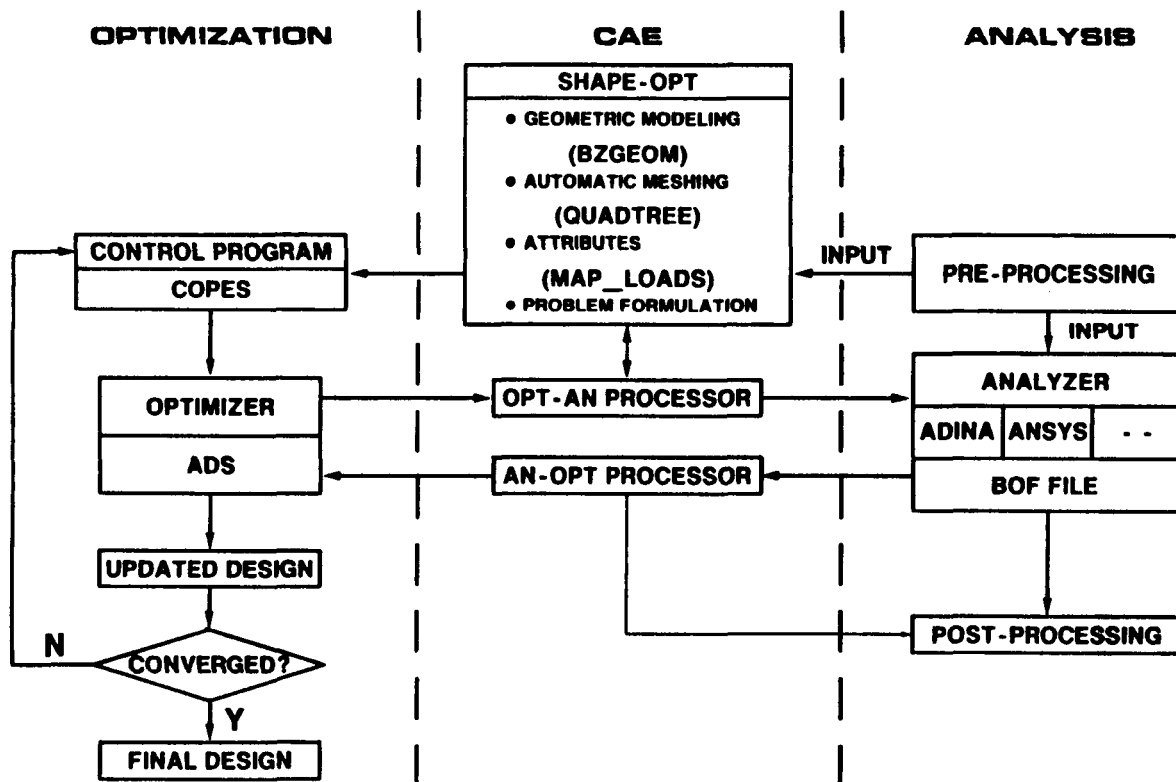 OPTIMIZATION
CAE
ANALYSIS
SHAPE-OPT
• GEOMETRIC MODELING
(BZGEOM)
• AUTOMATIC MESHING
(QUADTREE)
• ATTRIBUTES
(MAP_LOADS)
• PROBLEM FORMULATION
CONTROL PROGRAM
COPES
INPUT
PRE-PROCESSING
INPUT
OPTIMIZER
ADS
OPT-AN PROCESSOR
AN-OPT PROCESSOR
ANALYZER
ADINA
ANSYS
- -
BOF FILE
UPDATED DESIGN
CONVERGED?
N
Y
FINAL DESIGN
POST-PROCESSING